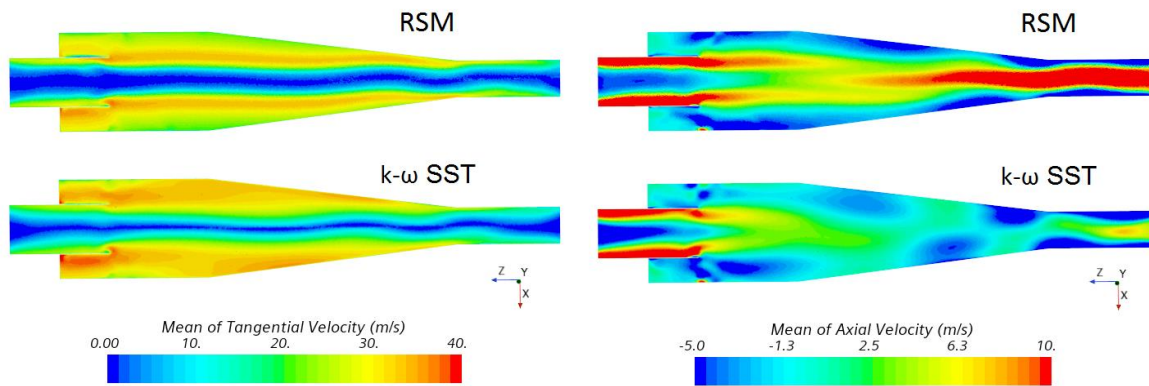 RSM
RSM
k-ω SST
k-ω SST
Z Y
X
Z Y
X
Mean of Tangential Velocity (m/s)
0.00 10. 20. 30. 40.
Mean of Axial Velocity (m/s)
-5.0 -1.3 2.5 6.3 10.